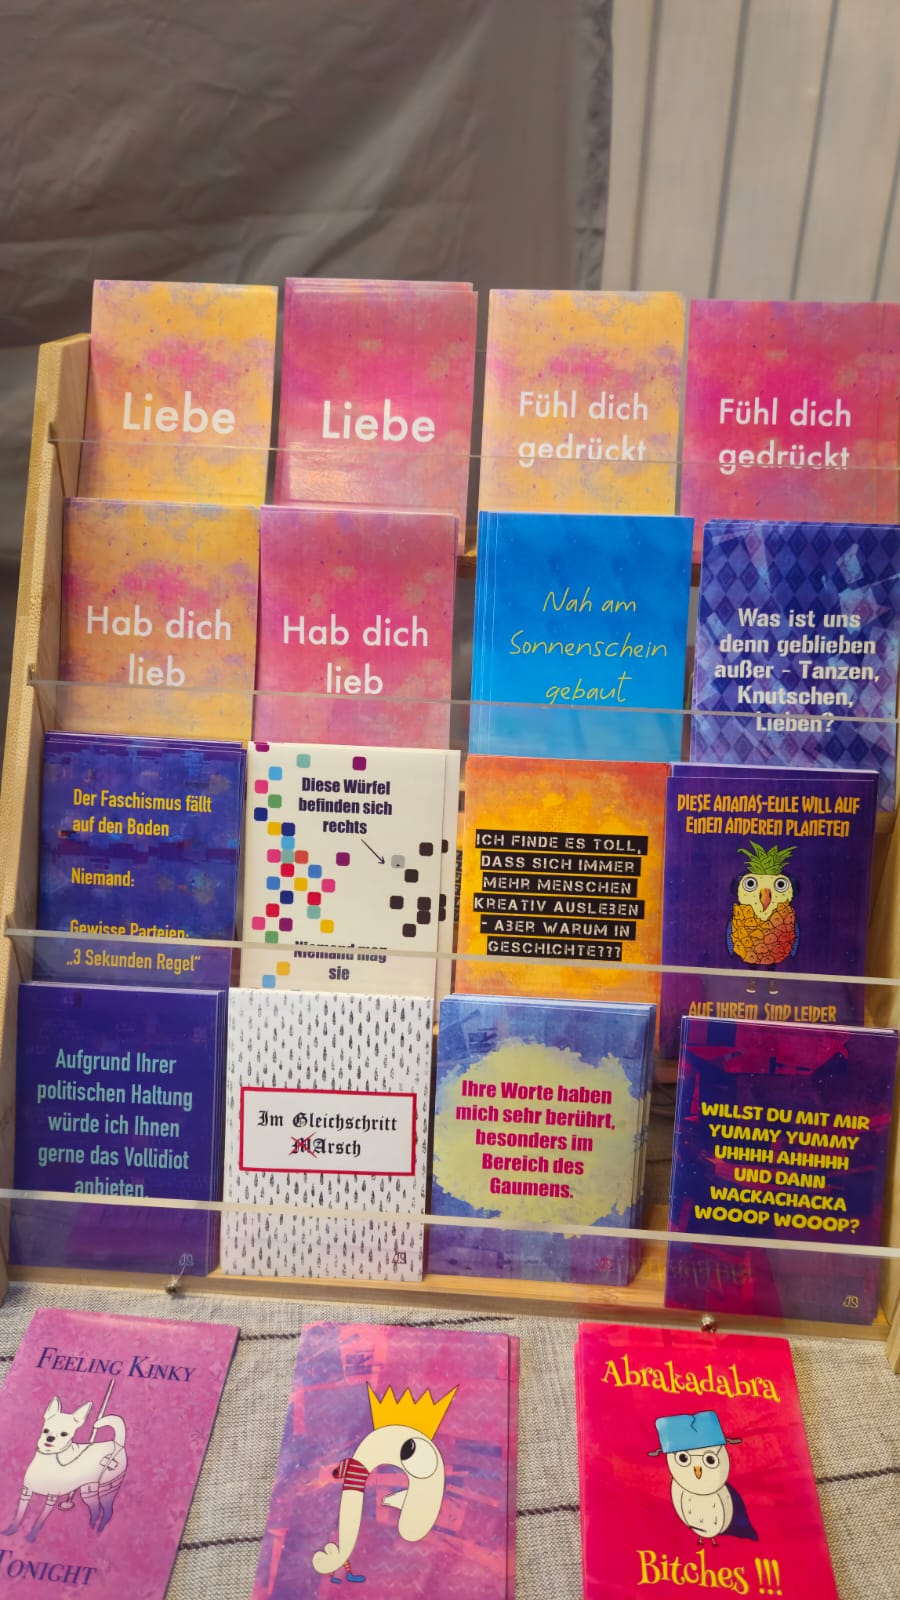 Liebe
Liebe
Fühl dich
gedrückt
Fühl dich
gedrückt
Hab dich
lieb
Hab dich
lieb
Nah am
Sonnenschein
gebaut
Was ist uns
denn geblieben
außer - Tanzen,
Knutschen,
Lieben?
Der Faschismus fällt
auf den Boden
Niemand:
Gewisse Parteien:
„3 Sekunden Regel"
Diese Würfel
befinden sich
rechts
Niemand mag
sie
ICH FINDE ES TOLL,
DASS SICH IMMER
MEHR MENSCHEN
KREATIV AUSLEBEN
- ABER WARUM IN
GESCHICHTE???
DIESE ANANAS-EULE WILL AUF
EINEN ANDEREN PLANETEN
AUF IHREM SIND LEIDER
Aufgrund Ihrer
politischen Haltung
würde ich Ihnen
gerne das Vollidiot
anbieten.
Im Gleichschritt
MArsch
Ihre Worte haben
mich sehr berührt,
besonders im
Bereich des
Gaumens.
WILLST DU MIT MIR
YUMMY YUMMY
UHHHH AHHHHH
UND DANN
WACKACHACKA
WOOOP WOOOP?
FEELING KINKY
TONIGHT
Abrakadabra
Bitches !!!